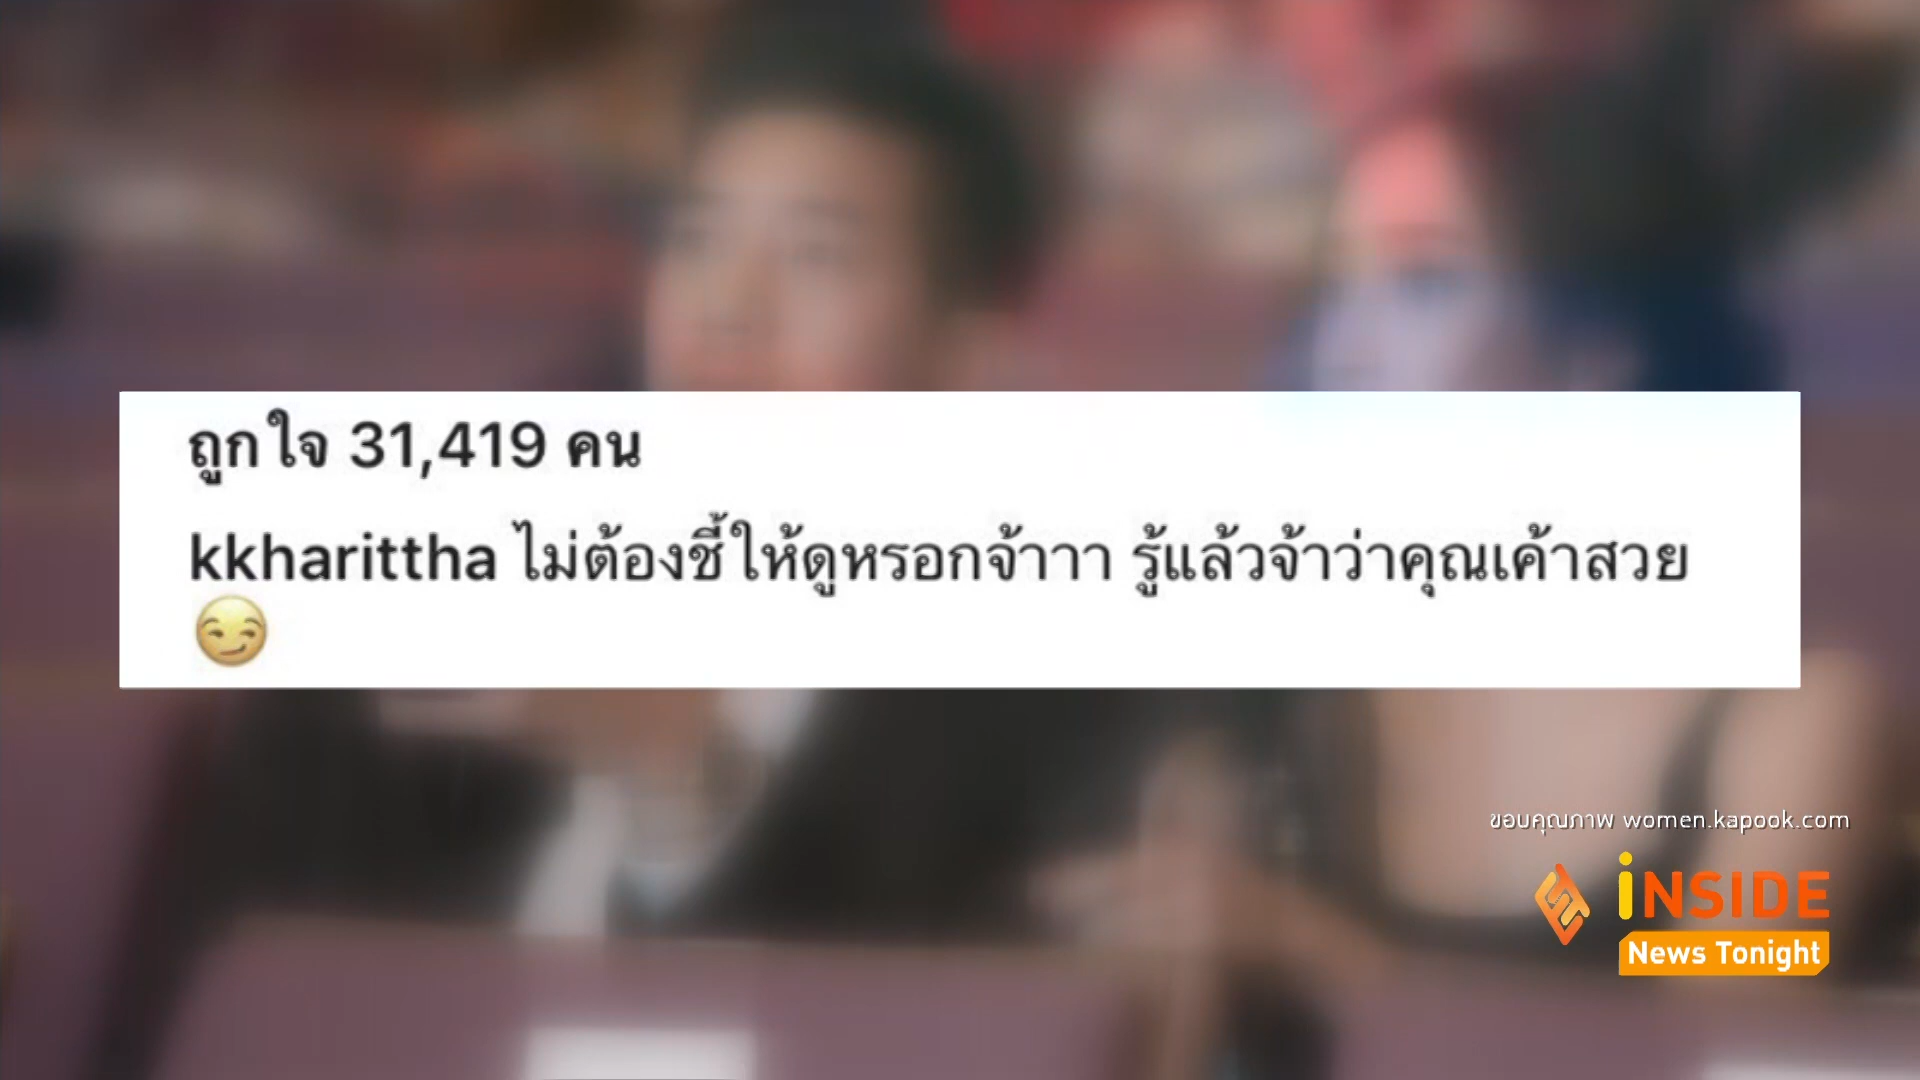 ถูกใจ 31,419 คน
kkharittha ไม่ต้องชี้ให้ดูหรอกจ้าาา รู้แล้วจ้าว่าคุณเค้าสวย
😏
ขอบคุณภาพ women.kapook.com
iNSIDE
News Tonight